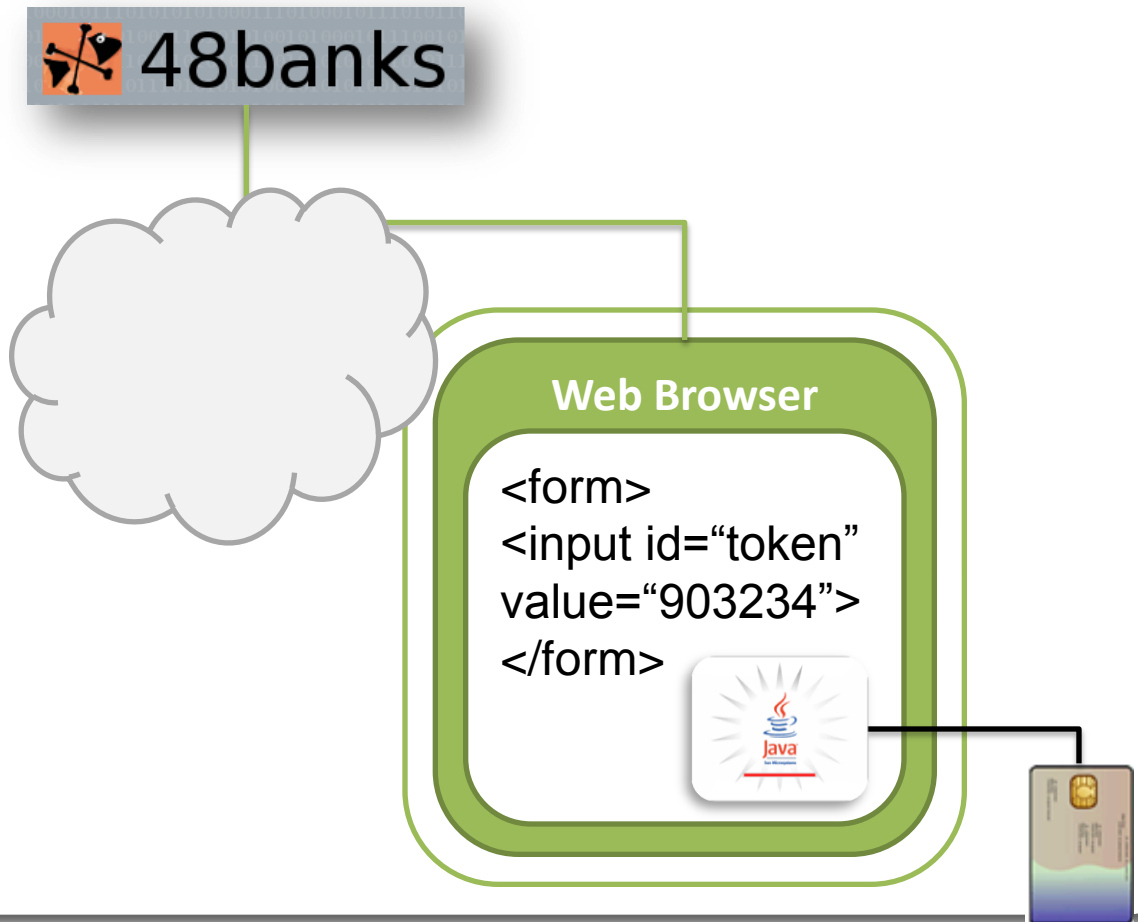 48banks
Web Browser
<form>
<input id=“token”
value=“903234”>
</form>
Java